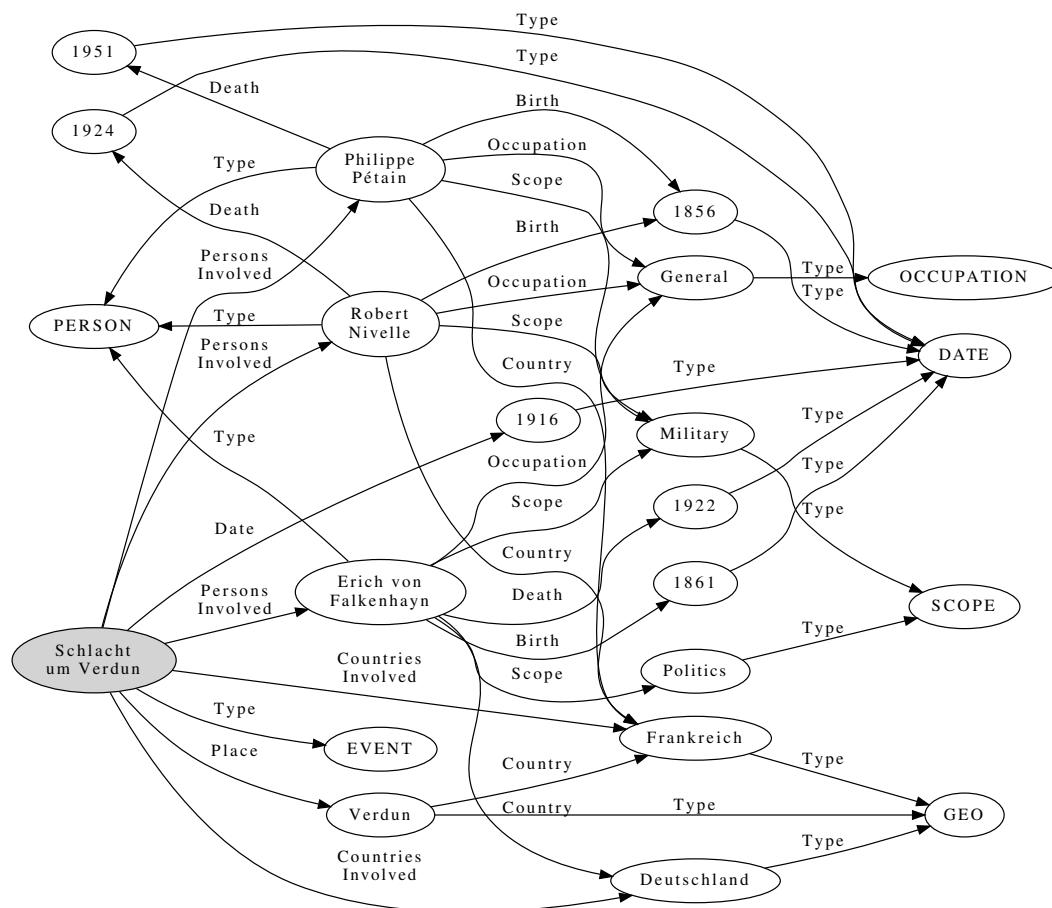 Type
1951
Type
Death
Birth
1924
Occupation
Type
Philippe
Pétain
Scope
Death
1856
Birth
Persons
Involved
General
Type
OCCUPATION
Occupation
Type
PERSON
Type
Robert
Nivelle
Scope
Persons
Involved
Country
DATE
Type
1916
Type
Military
Type
Occupation
Type
Scope
1922
Type
Date
Country
Erich von
Falkenhayn
1861
Death
Persons
Involved
SCOPE
Birth
Type
Schlacht
um Verdun
Countries
Involved
Scope
Politics
Type
Frankreich
Place
EVENT
Type
Country
Verdun
Country
Type
GEO
Type
Countries
Involved
Deutschland